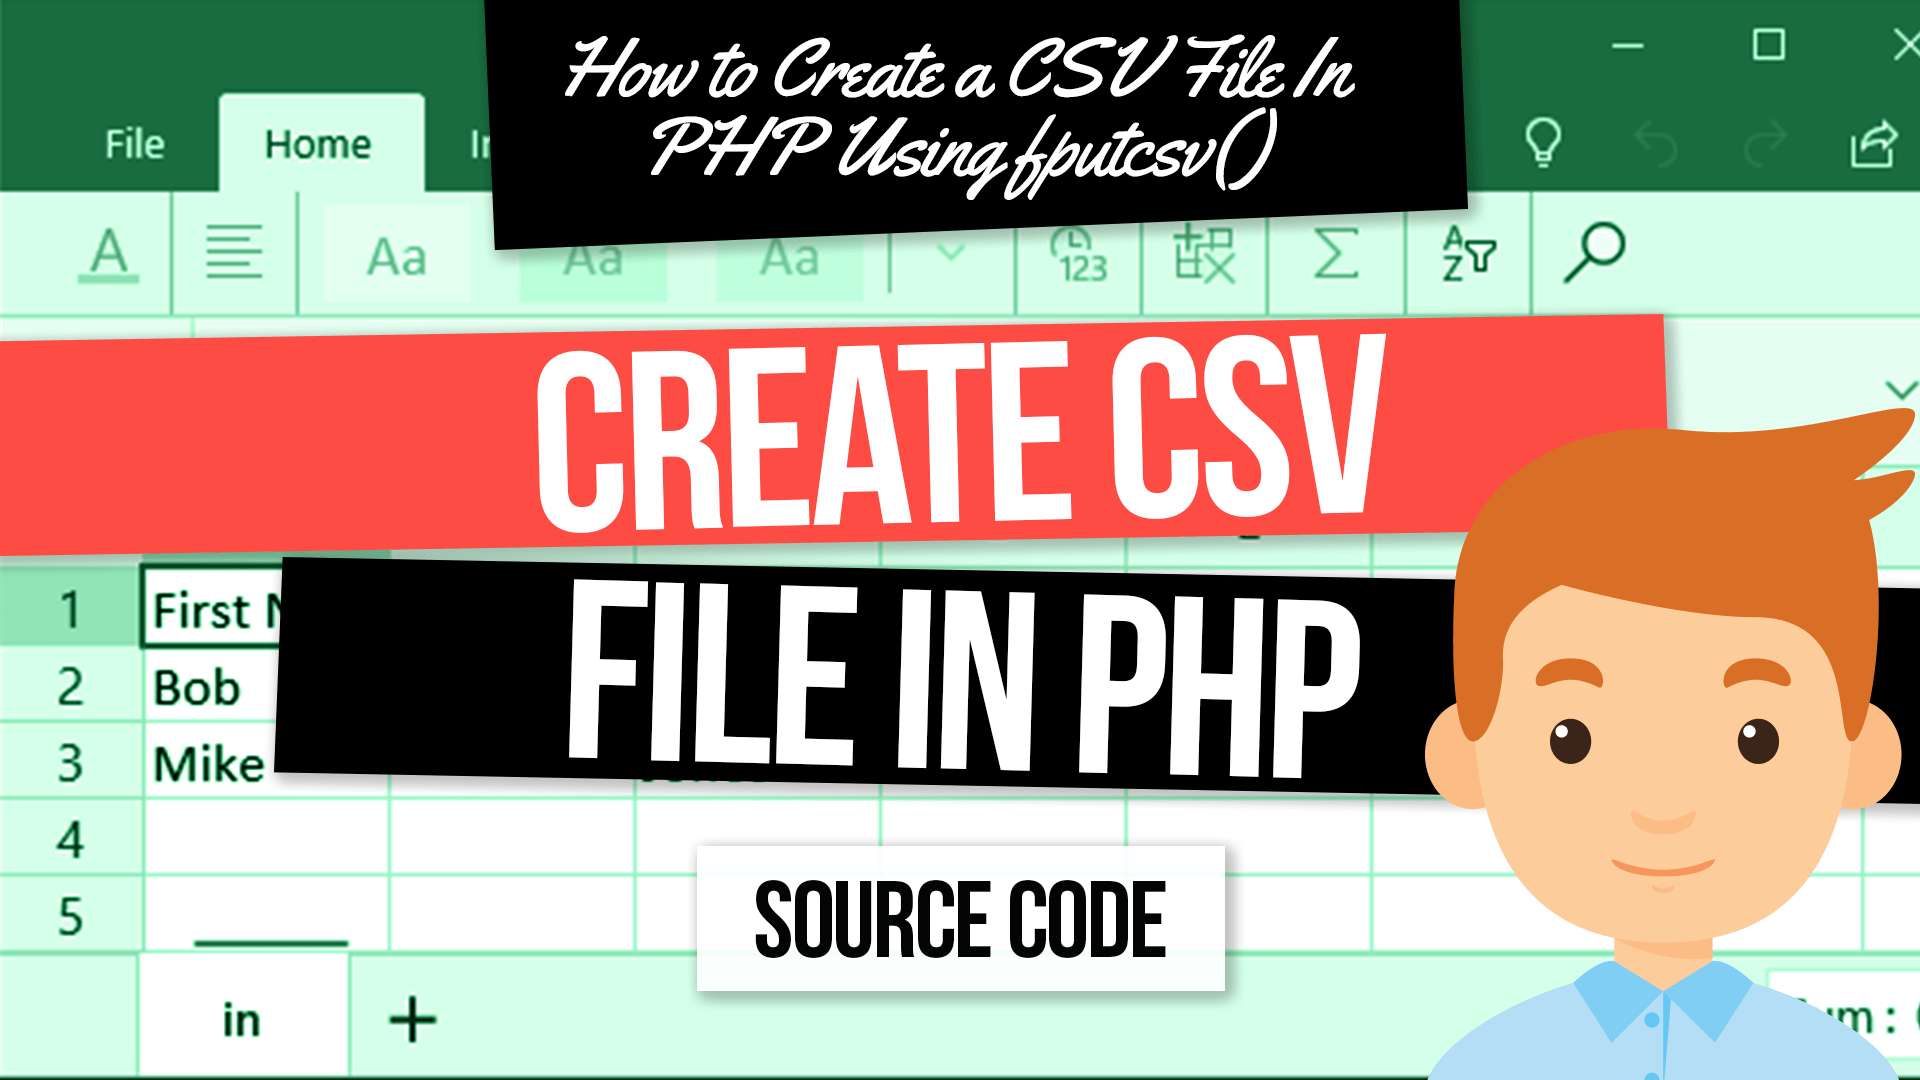 How to Create a CSV File In
PHP Using fputcsv()
File Home
A Aa Aa Aa 123 A Z
CREATE CSV
1 First
FILE IN PHP
2 Bob
3 Mike
4
5
SOURCE CODE
in